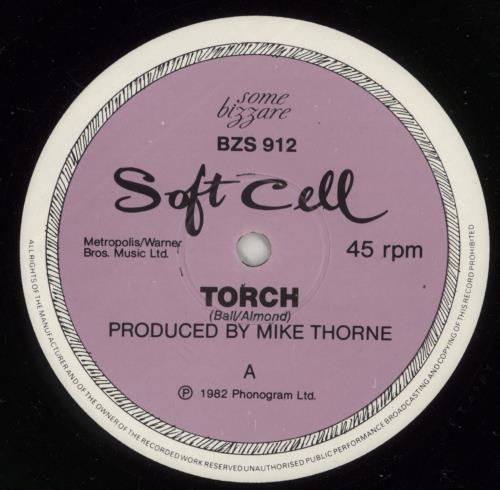 some
bizzare
BZS 912
Soft Cell
Metropolis/Warner
Bros. Music Ltd.
45 rpm
TORCH
(Ball/Almond)
PRODUCED BY MIKE THORNE
A
Ⓟ 1982 Phonogram Ltd.
ALL RIGHTS OF THE MANUFACTURER AND OF THE OWNER OF THE RECORDED WORK RESERVED UNAUTHORISED PUBLIC PERFORMANCE BROADCASTING AND COPYING OF THIS RECORD PROHIBITED